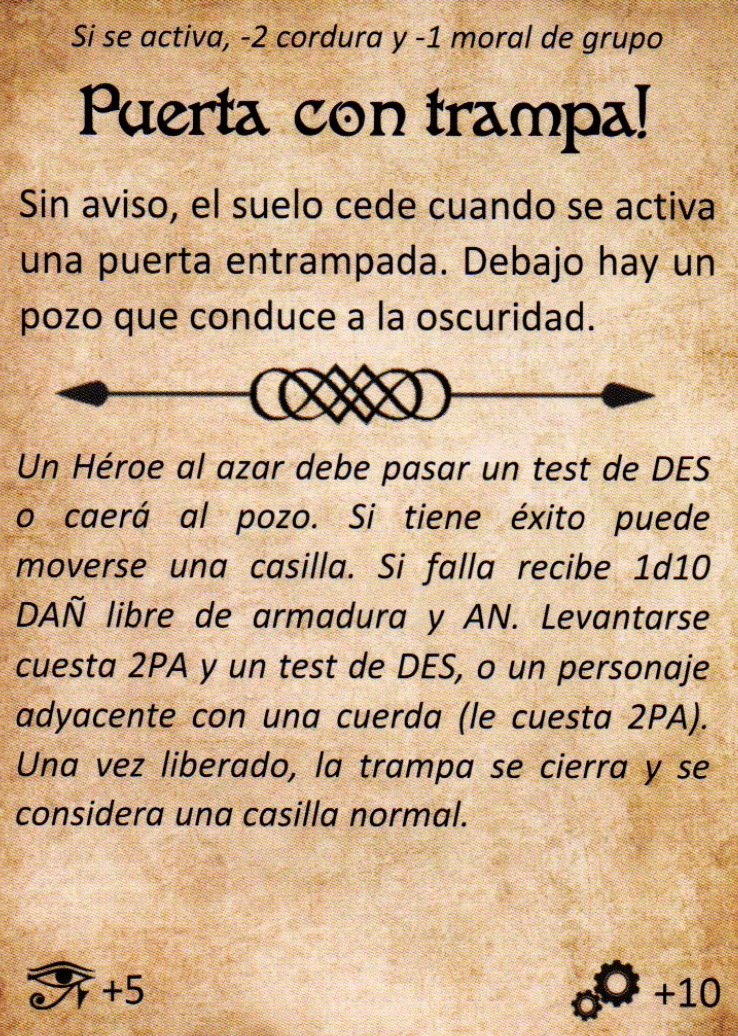 Si se activa, -2 cordura y -1 moral de grupo
Puerta con trampa!
Sin aviso, el suelo cede cuando se activa
una puerta entrampada. Debajo hay un
pozo que conduce a la oscuridad.
Un Héroe al azar debe pasar un test de DES
o caerá al pozo. Si tiene éxito puede
moverse una casilla. Si falla recibe 1d10
DAÑ libre de armadura y AN. Levantarse
cuesta 2PA y un test de DES, o un personaje
adyacente con una cuerda (le cuesta 2PA).
Una vez liberado, la trampa se cierra y se
considera una casilla normal.
+5 +10